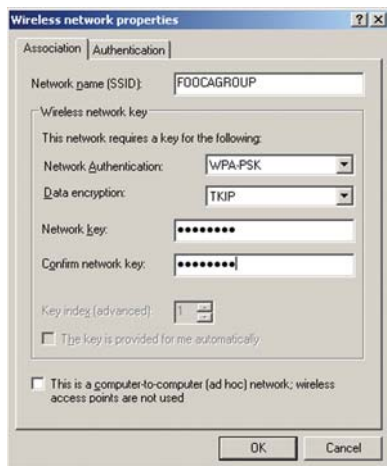 Wireless network properties
Association Authentication
Network name (SSID): FOOCAGROUP
Wireless network key
This network requires a key for the following:
Network Authentication: WPA-PSK
Data encryption: TKIP
Network key: ••••••••
Confirm network key: ••••••••
Key index (advanced): 1
The key is provided for me automatically
This is a computer-to-computer (ad hoc) network; wireless
access points are not used
OK Cancel